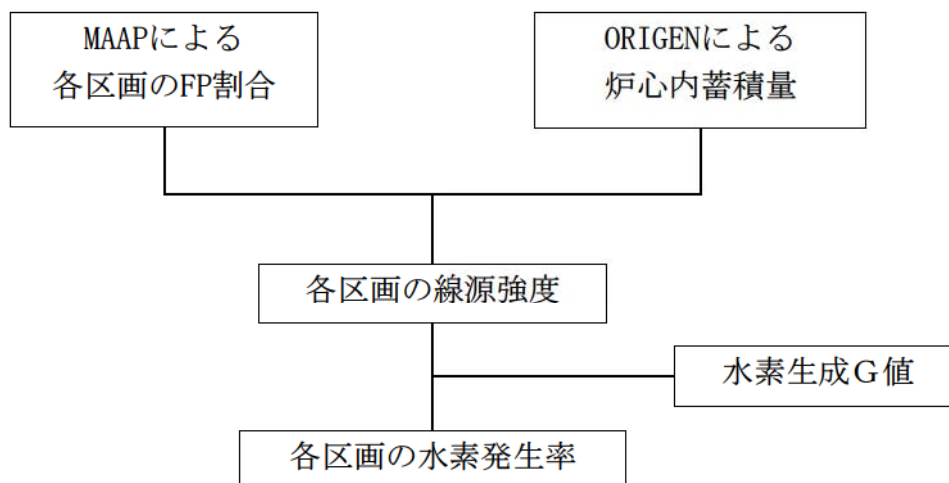 MAAPによる
各区画のFP割合
ORIGENによる
炉心内蓄積量
各区画の線源強度
水素生成G値
各区画の水素発生率